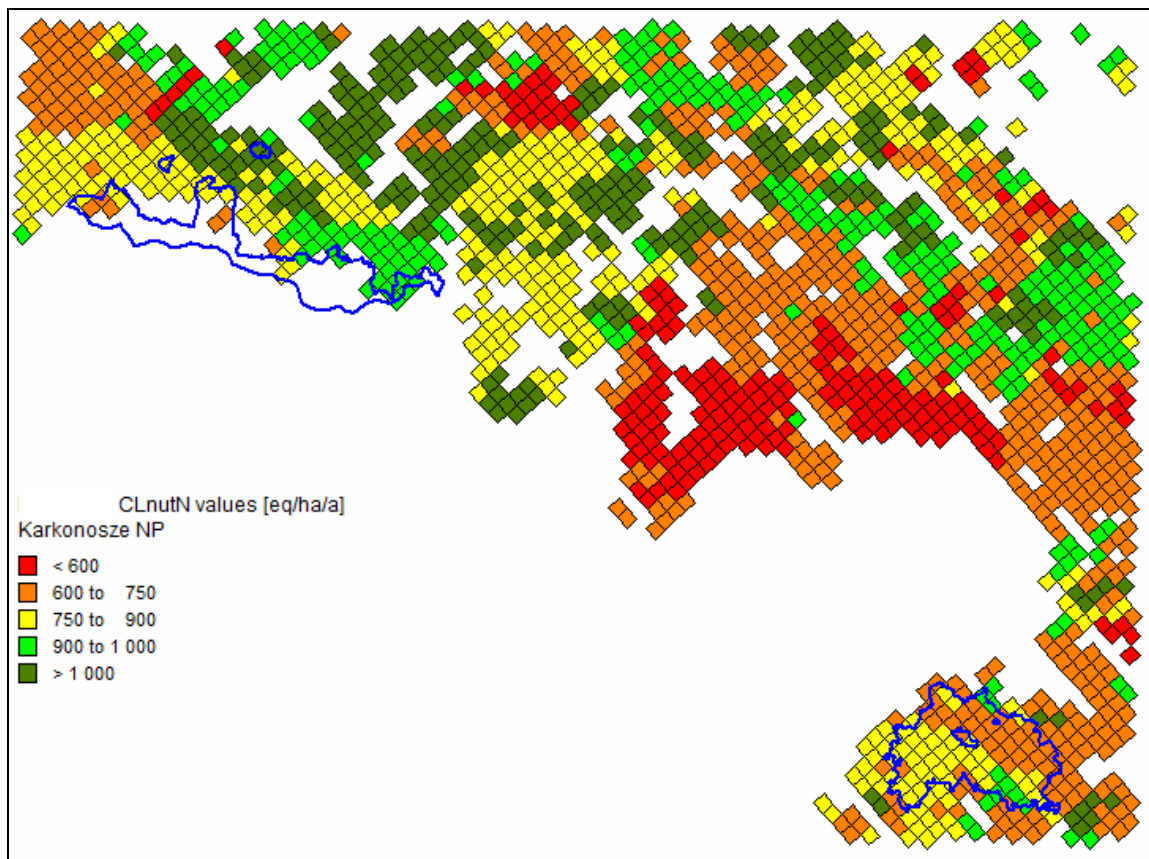 CLnutN values [eq/ha/a]
Karkonosze NP
< 600
600 to 750
750 to 900
900 to 1 000
> 1 000